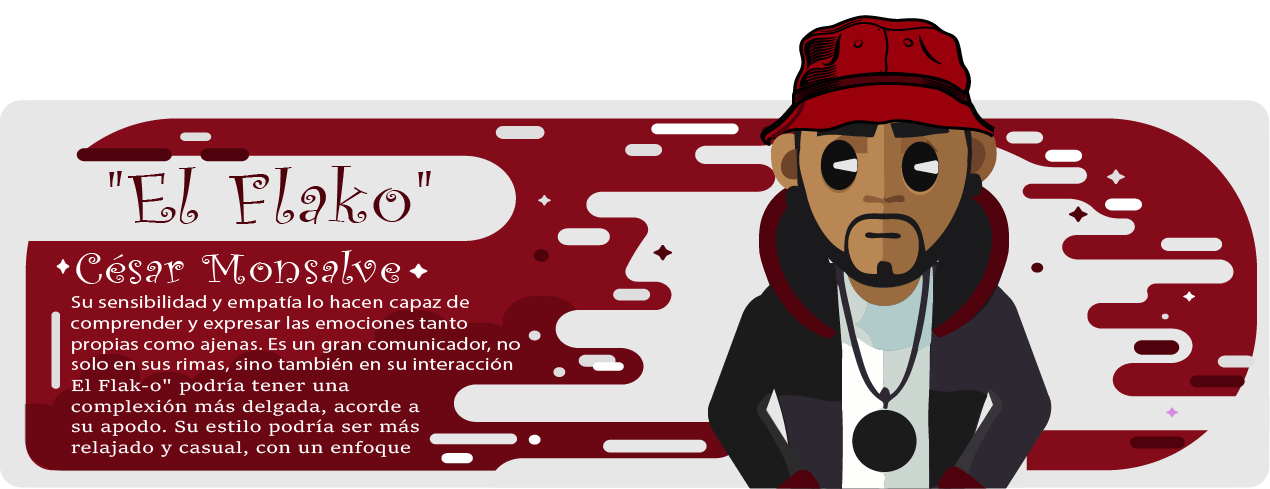 "El Flako"
César Monsalve
Su sensibilidad y empatía lo hacen capaz de
comprender y expresar las emociones tanto
propias como ajenas. Es un gran comunicador, no
solo en sus rimas, sino también en su interacción
El Flak-o" podría tener una
complexión más delgada, acorde a
su apodo. Su estilo podría ser más
relajado y casual, con un enfoque